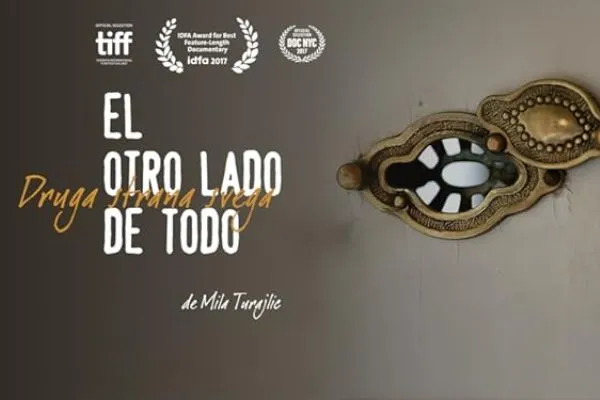 OFFICIAL SELECTION
tiff
IDFA Award for Best
Feature-Length
Documentary
idfa 2017
OFFICIAL SELECTION
DOC NYC
2017
EL
OTRO LADO
Druga strana svega
DE TODO
de Mila Turajlie